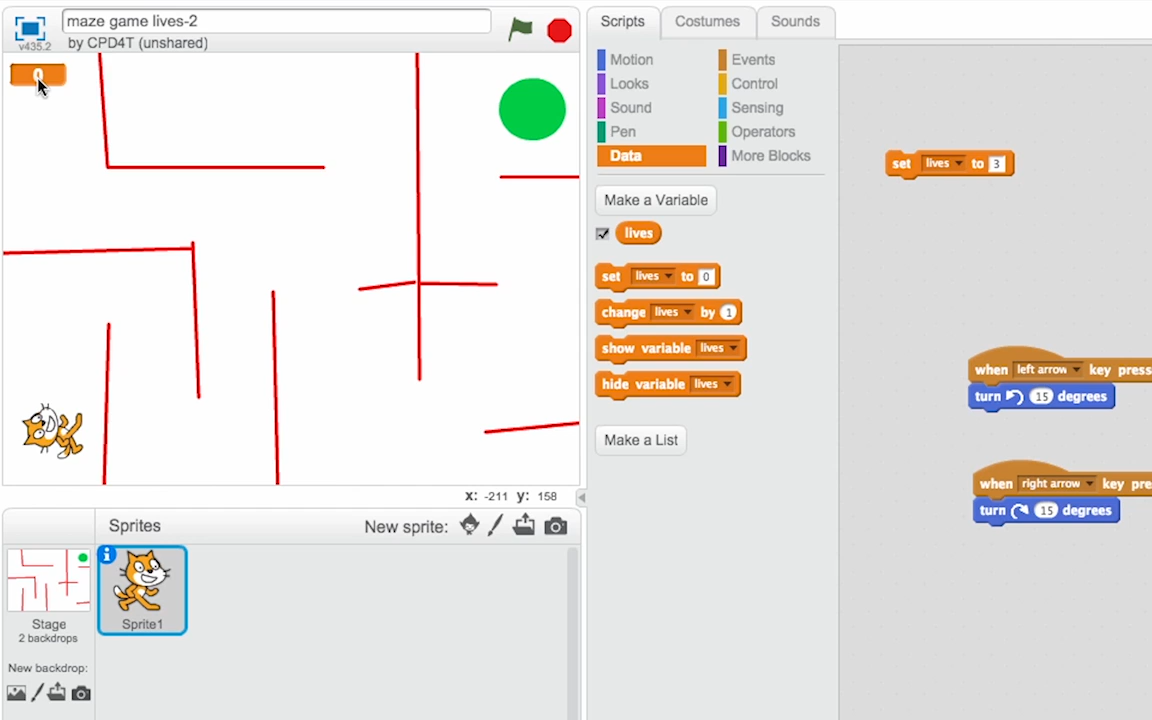 maze game lives-2
v435.2
by CPD4T (unshared)
0
x: -211 y: 158
Sprites
New sprite:
Stage
2 backdrops
New backdrop:
Sprite1
Scripts
Costumes
Sounds
Motion
Looks
Sound
Pen
Data
Events
Control
Sensing
Operators
More Blocks
Make a Variable
lives
set lives to 0
change lives by 1
show variable lives
hide variable lives
Make a List
set lives to 3
when left arrow key press
turn 15 degrees
when right arrow key pre
turn 15 degrees